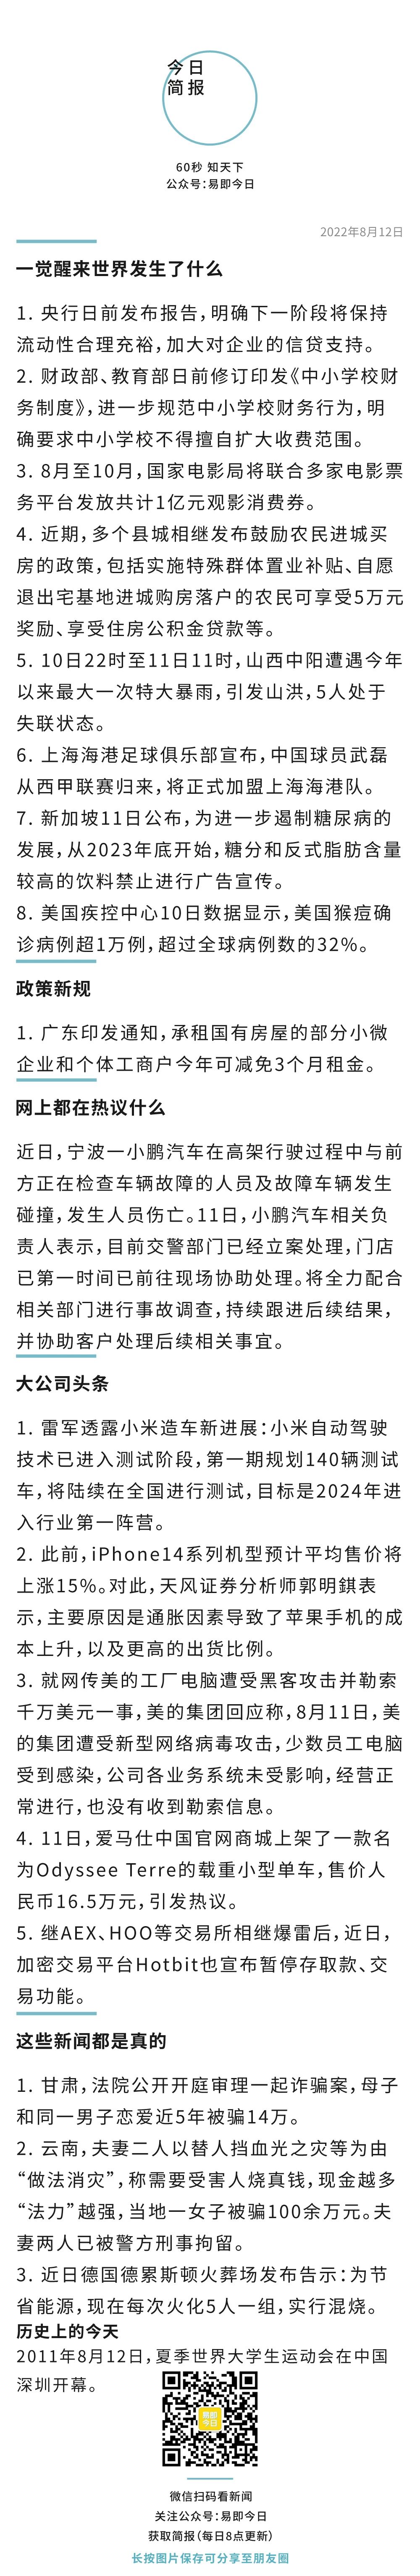 今日
简报
60秒 知天下
公众号：易即今日
2022年8月12日
一觉醒来世界发生了什么
1. 央行日前发布报告，明确下一阶段将保持
流动性合理充裕，加大对企业的信贷支持。
2. 财政部、教育部日前修订印发《中小学校财
务制度》，进一步规范中小学校财务行为，明
确要求中小学校不得擅自扩大收费范围。
3. 8月至10月，国家电影局将联合多家电影票
务平台发放共计1亿元观影消费券。
4. 近期，多个县城相继发布鼓励农民进城买
房的政策，包括实施特殊群体置业补贴、自愿
退出宅基地进城购房落户的农民可享受5万元
奖励、享受住房公积金贷款等。
5. 10日22时至11日11时，山西中阳遭遇今年
以来最大一次特大暴雨，引发山洪，5人处于
失联状态。
6. 上海海港足球俱乐部宣布，中国球员武磊
从西甲联赛归来，将正式加盟上海海港队。
7. 新加坡11日公布，为进一步遏制糖尿病的
发展，从2023年底开始，糖分和反式脂肪含量
较高的饮料禁止进行广告宣传。
8. 美国疾控中心10日数据显示，美国猴痘确
诊病例超1万例，超过全球病例数的32%。
政策新规
1. 广东印发通知，承租国有房屋的部分小微
企业和个体工商户今年可减免3个月租金。
网上都在热议什么
近日，宁波一小鹏汽车在高架行驶过程中与前
方正在检查车辆故障的人员及故障车辆发生
碰撞，发生人员伤亡。11日，小鹏汽车相关负
责人表示，目前交警部门已经立案处理，门店
已第一时间已前往现场协助处理。将全力配合
相关部门进行事故调查，持续跟进后续结果，
并协助客户处理后续相关事宜。
大公司头条
1. 雷军透露小米造车新进展：小米自动驾驶
技术已进入测试阶段，第一期规划140辆测试
车，将陆续在全国进行测试，目标是2024年进
入行业第一阵营。
2. 此前，iPhone14系列机型预计平均售价将
上涨15%。对此，天风证券分析师郭明錤表
示，主要原因是通胀因素导致了苹果手机的成
本上升，以及更高的出货比例。
3. 就网传美的工厂电脑遭受黑客攻击并勒索
千万美元一事，美的集团回应称，8月11日，美
的集团遭受新型网络病毒攻击，少数员工电脑
受到感染，公司各业务系统未受影响，经营正
常进行，也没有收到勒索信息。
4. 11日，爱马仕中国官网商城上架了一款名
为Odyssee Terre的载重小型单车，售价人
民币16.5万元，引发热议。
5. 继AEX、HOO等交易所相继爆雷后，近日，
加密交易平台Hotbit也宣布暂停存取款、交
易功能。
这些新闻都是真的
1. 甘肃，法院公开开庭审理一起诈骗案，母子
和同一男子恋爱近5年被骗14万。
2. 云南，夫妻二人以替人挡血光之灾等为由
“做法消灾”，称需要受害人烧真钱，现金越多
“法力”越强，当地一女子被骗100余万元。夫
妻两人已被警方刑事拘留。
3. 近日德国德累斯顿火葬场发布告示：为节
省能源，现在每次火化5人一组，实行混烧。
历史上的今天
2011年8月12日，夏季世界大学生运动会在中国
深圳开幕。
易即
今日
微信扫码看新闻
关注公众号：易即今日
获取简报（每日8点更新）
长按图片保存可分享至朋友圈